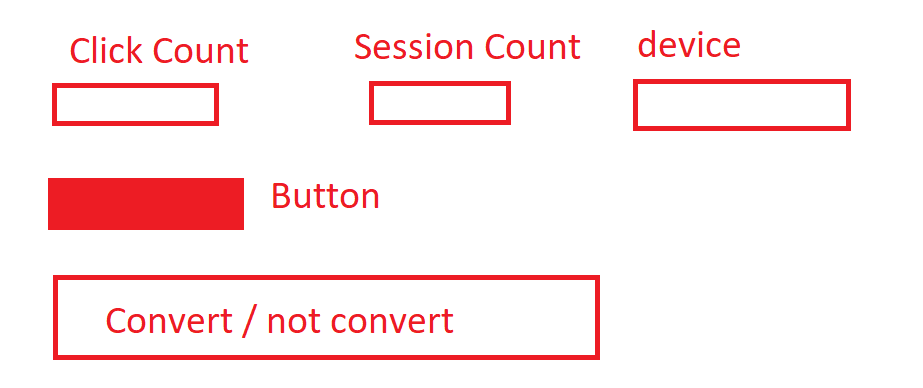 Click Count
Session Count
device
Button
Convert / not convert